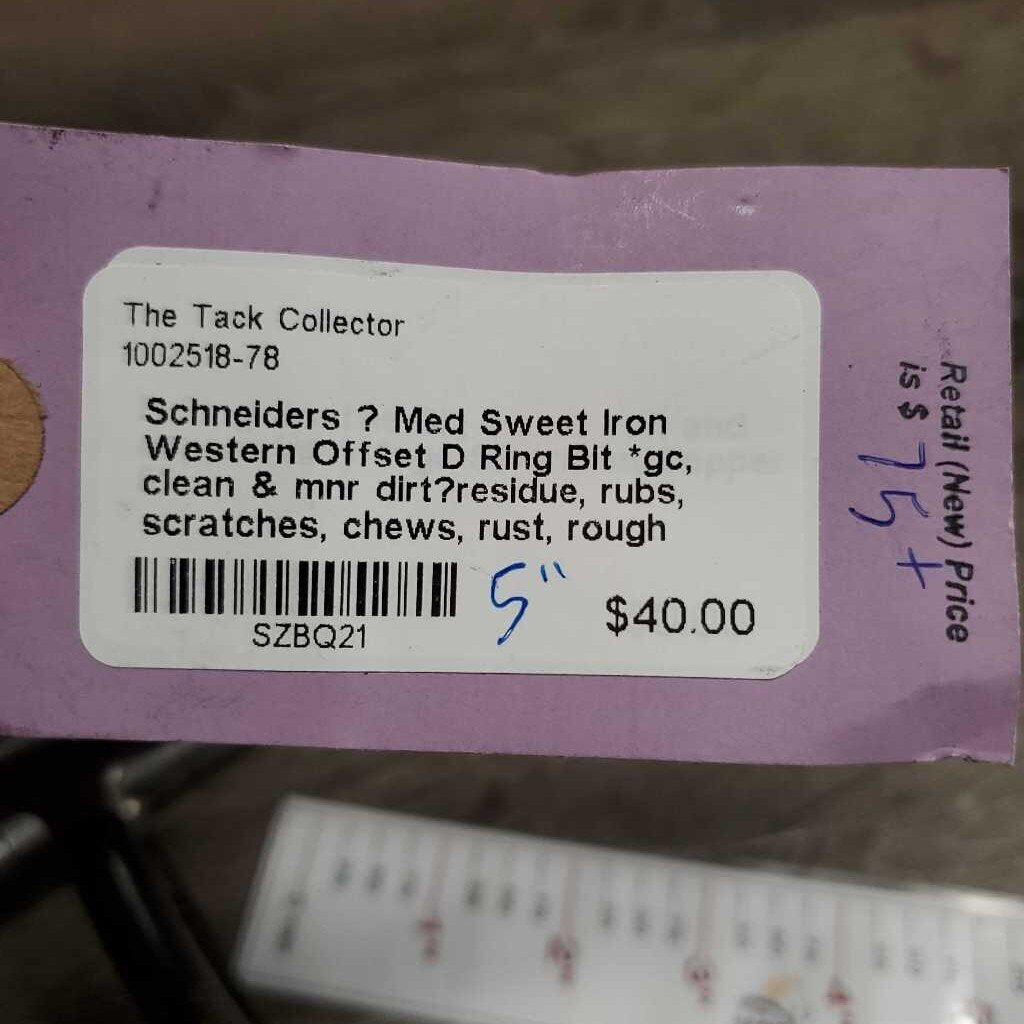 The Tack Collector
1002518-78
Schneiders ? Med Sweet Iron
Western Offset D Ring Bit *gc,
clean & mnr dirt?residue, rubs,
scratches, chews, rust, rough
SZBQ21
5"
$40.00
Retail (New) Price
is $ 75+